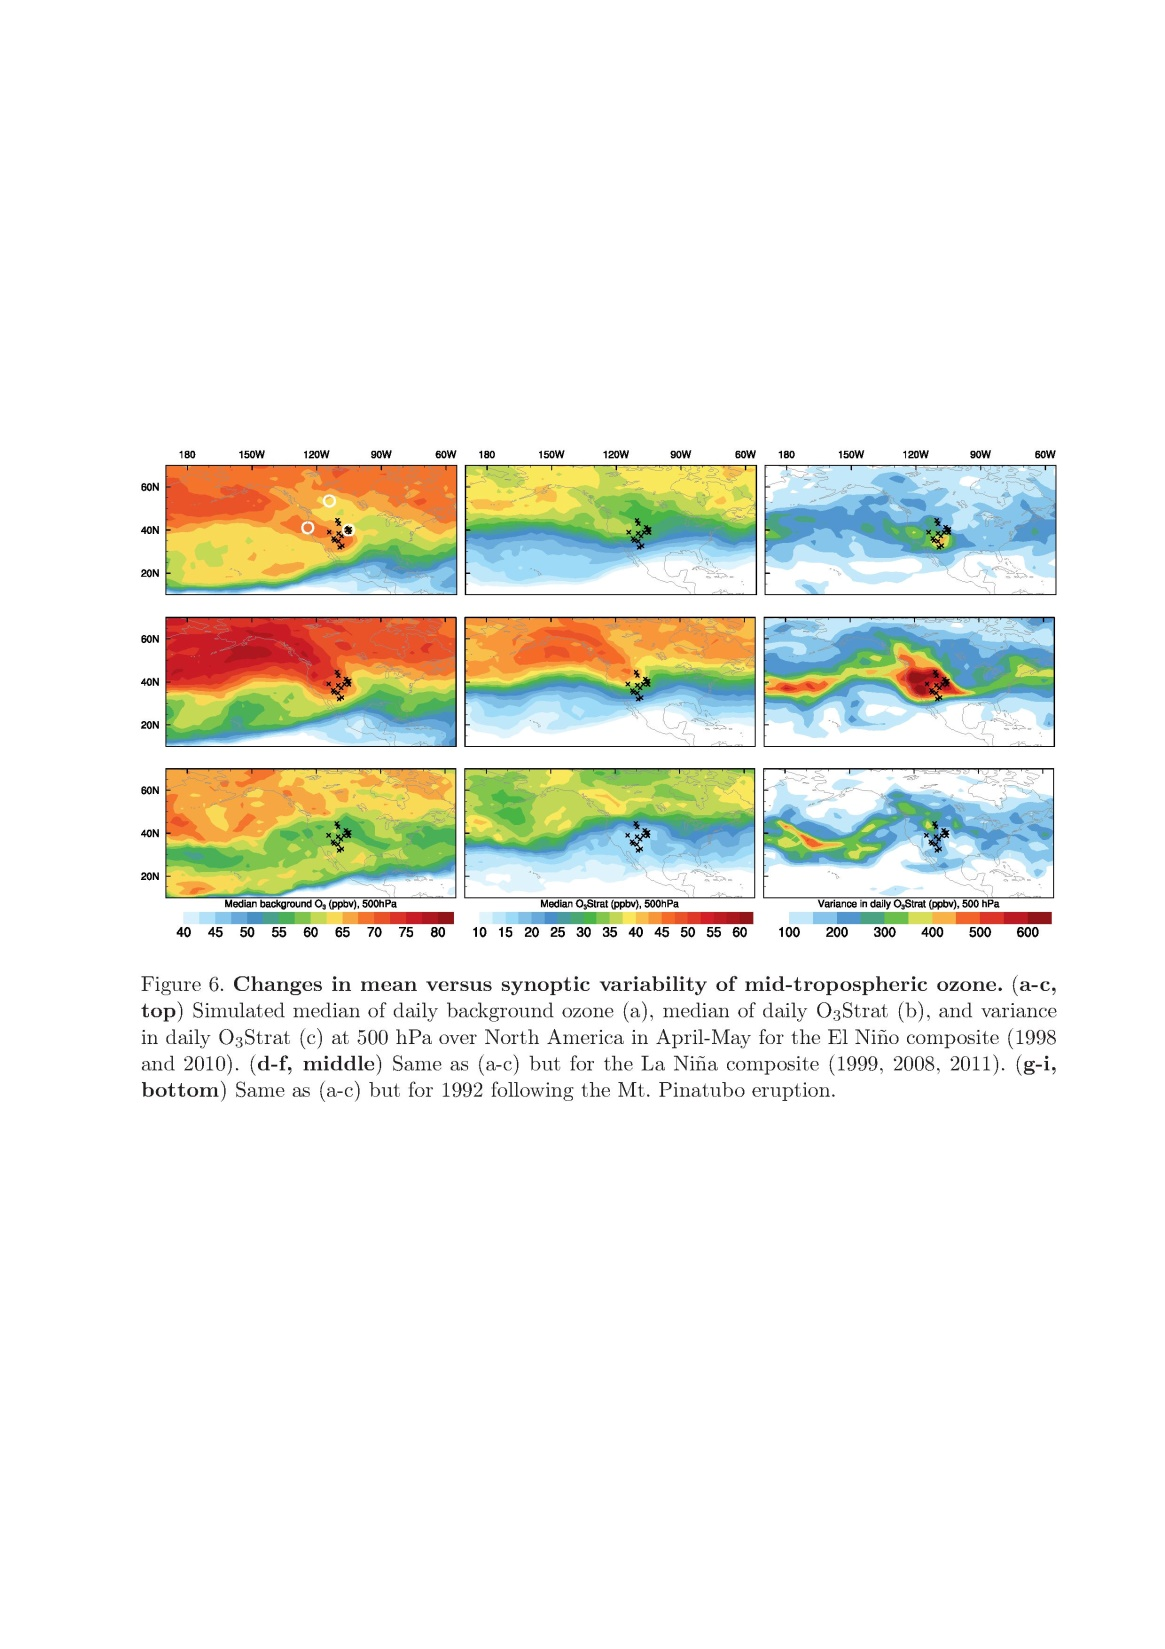 180 150W 120W 90W 60W 180 150W 120W 90W 60W 180 150W 120W 90W 60W
60N
40N
20N
60N
40N
20N
60N
40N
20N
Median background O₃ (ppbv), 500hPa
40 45 50 55 60 65 70 75 80
Median O₃Strat (ppbv), 500hPa
10 15 20 25 30 35 40 45 50 55 60
Variance in daily O₃Strat (ppbv), 500 hPa
100 200 300 400 500 600
Figure 6. Changes in mean versus synoptic variability of mid-tropospheric ozone. (a-c,
top) Simulated median of daily background ozone (a), median of daily O₃Strat (b), and variance
in daily O₃Strat (c) at 500 hPa over North America in April-May for the El Niño composite (1998
and 2010). (d-f, middle) Same as (a-c) but for the La Niña composite (1999, 2008, 2011). (g-i,
bottom) Same as (a-c) but for 1992 following the Mt. Pinatubo eruption.